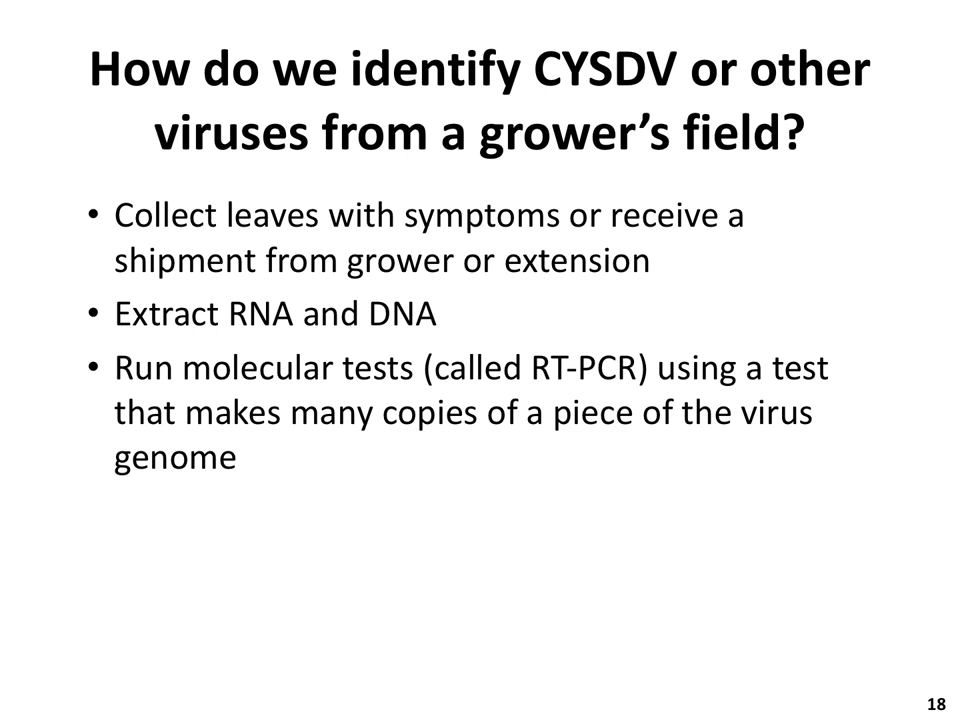 How do we identify CYSDV or other
viruses from a grower’s field?
• Collect leaves with symptoms or receive a
shipment from grower or extension
• Extract RNA and DNA
• Run molecular tests (called RT-PCR) using a test
that makes many copies of a piece of the virus
genome
18